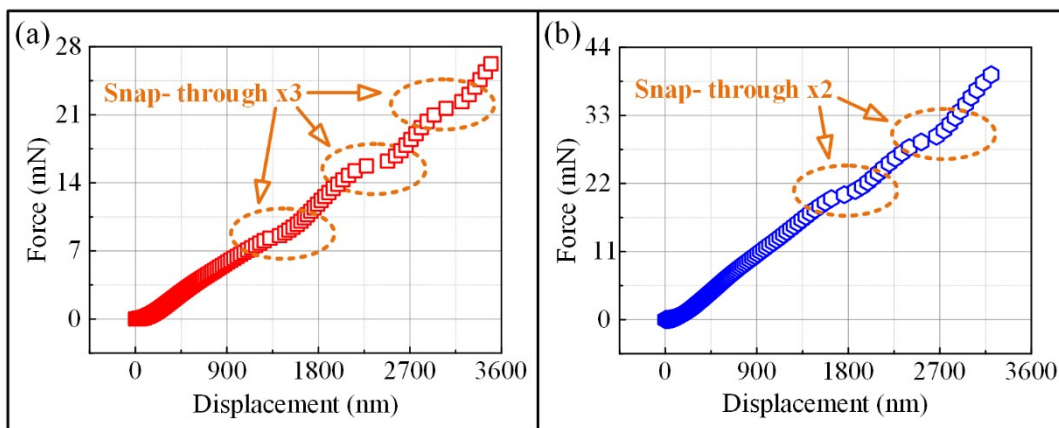 (a)
28
21
14
7
0
Force (mN)
Snap- through x3
0 900 1800 2700 3600
Displacement (nm)
(b)
44
33
22
11
0
Force (mN)
Snap- through x2
0 900 1800 2700 3600
Displacement (nm)